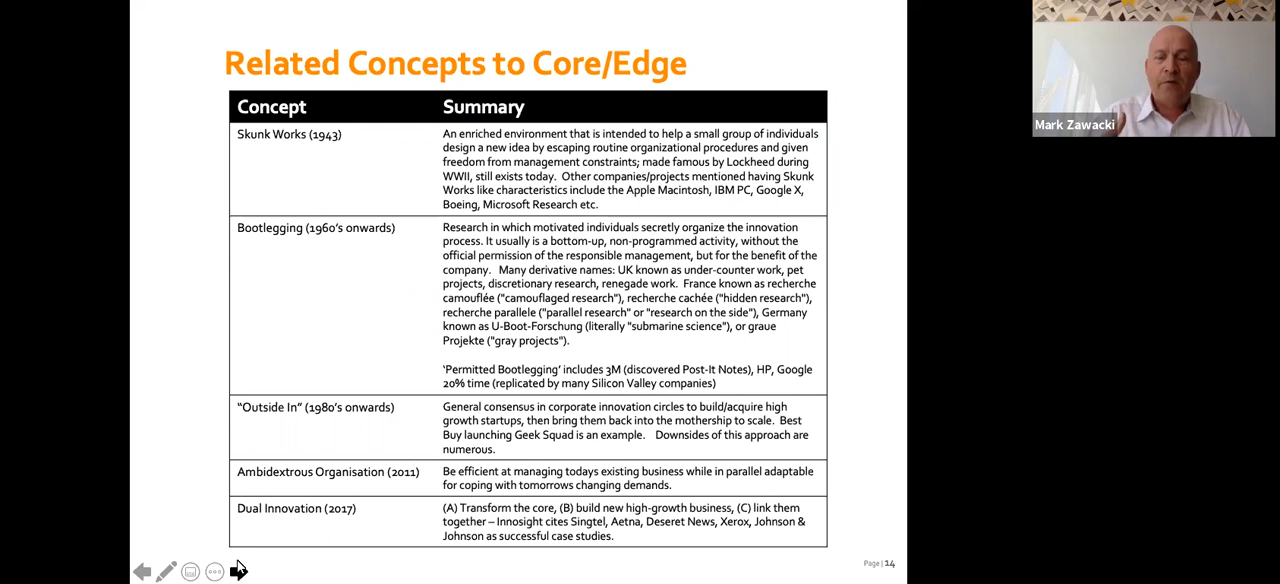 Related Concepts to Core/Edge
Concept
Summary
Skunk Works (1943)
An enriched environment that is intended to help a small group of individuals
design a new idea by escaping routine organizational procedures and given
freedom from management constraints; made famous by Lockheed during
WWII, still exists today.  Other companies/projects mentioned having Skunk
Works like characteristics include the Apple Macintosh, IBM PC, Google X,
Boeing, Microsoft Research etc.
Bootlegging (1960's onwards)
Research in which motivated individuals secretly organize the innovation
process. It usually is a bottom-up, non-programmed activity, without the
official permission of the responsible management, but for the benefit of the
company.   Many derivative names: UK known as under-counter work, pet
projects, discretionary research, renegade work.  France known as recherche
camouflée ("camouflaged research"), recherche cachée ("hidden research"),
recherche parallele ("parallel research" or "research on the side"), Germany
known as U-Boot-Forschung (literally "submarine science"), or graue
Projekte ("gray projects").
'Permitted Bootlegging' includes 3M (discovered Post-It Notes), HP, Google
20% time (replicated by many Silicon Valley companies)
"Outside In" (1980's onwards)
General consensus in corporate innovation circles to build/acquire high
growth startups, then bring them back into the mothership to scale.  Best
Buy launching Geek Squad is an example.    Downsides of this approach are
numerous.
Ambidextrous Organisation (2011)
Be efficient at managing todays existing business while in parallel adaptable
for coping with tomorrows changing demands.
Dual Innovation (2017)
(A) Transform the core, (B) build new high-growth business, (C) link them
together – Innosight cites Singtel, Aetna, Deseret News, Xerox, Johnson &
Johnson as successful case studies.
Page | 14
Mark Zawacki